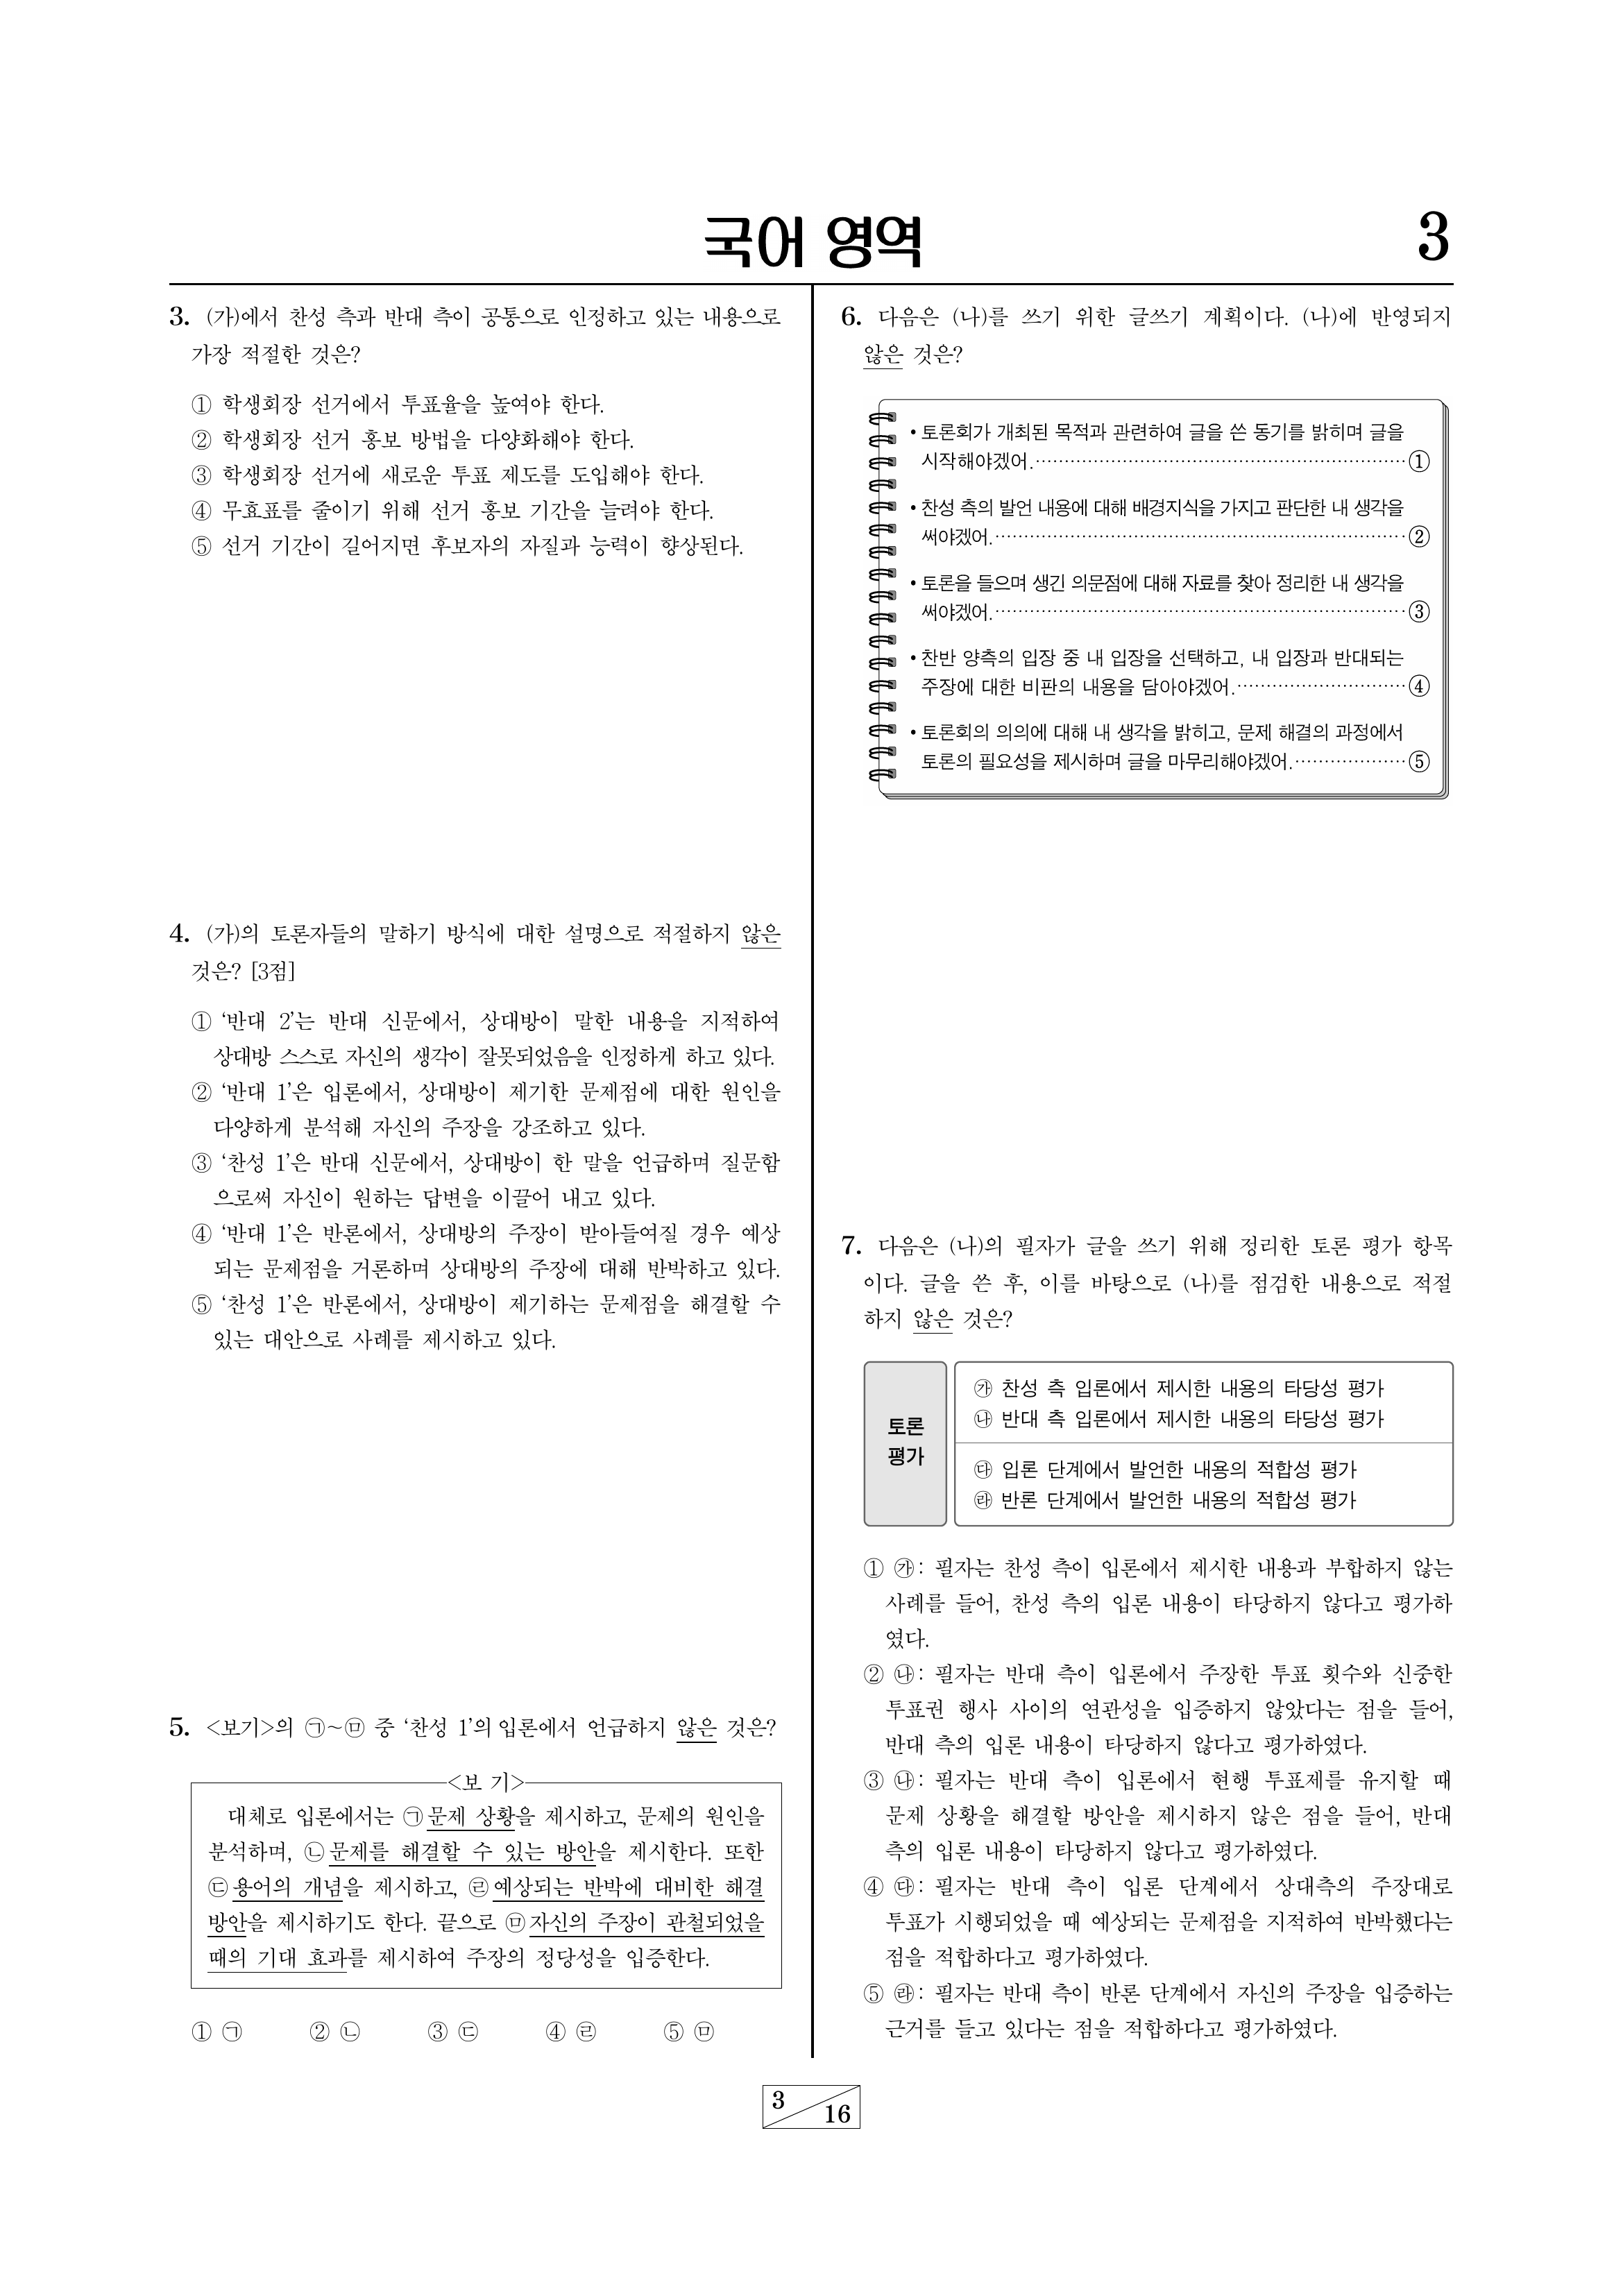 국어 영역
3
3. (가)에서 찬성 측과 반대 측이 공통으로 인정하고 있는 내용으로
가장 적절한 것은?
① 학생회장 선거에서 투표율을 높여야 한다.
② 학생회장 선거 홍보 방법을 다양화해야 한다.
③ 학생회장 선거에 새로운 투표 제도를 도입해야 한다.
④ 무효표를 줄이기 위해 선거 홍보 기간을 늘려야 한다.
⑤ 선거 기간이 길어지면 후보자의 자질과 능력이 향상된다.
4. (가)의 토론자들의 말하기 방식에 대한 설명으로 적절하지 않은
것은? [3점]
① ‘반대 2’는 반대 신문에서, 상대방이 말한 내용을 지적하여
상대방 스스로 자신의 생각이 잘못되었음을 인정하게 하고 있다.
② ‘반대 1’은 입론에서, 상대방이 제기한 문제점에 대한 원인을
다양하게 분석해 자신의 주장을 강조하고 있다.
③ ‘찬성 1’은 반대 신문에서, 상대방이 한 말을 언급하며 질문함
으로써 자신이 원하는 답변을 이끌어 내고 있다.
④ ‘반대 1’은 반론에서, 상대방의 주장이 받아들여질 경우 예상
되는 문제점을 거론하며 상대방의 주장에 대해 반박하고 있다.
⑤ ‘찬성 1’은 반론에서, 상대방이 제기하는 문제점을 해결할 수
있는 대안으로 사례를 제시하고 있다.
5. <보기>의 ㉠~㉤ 중 ‘찬성 1’의 입론에서 언급하지 않은 것은?
<보 기>
대체로 입론에서는 ㉠문제 상황을 제시하고, 문제의 원인을
분석하며, ㉡문제를 해결할 수 있는 방안을 제시한다. 또한
㉢용어의 개념을 제시하고, ㉣예상되는 반박에 대비한 해결
방안을 제시하기도 한다. 끝으로 ㉤자신의 주장이 관철되었을
때의 기대 효과를 제시하여 주장의 정당성을 입증한다.
① ㉠ ② ㉡ ③ ㉢ ④ ㉣ ⑤ ㉤
6. 다음은 (나)를 쓰기 위한 글쓰기 계획이다. (나)에 반영되지
않은 것은?
• 토론회가 개최된 목적과 관련하여 글을 쓴 동기를 밝히며 글을
시작해야겠어. ①
• 찬성 측의 발언 내용에 대해 배경지식을 가지고 판단한 내 생각을
써야겠어. ②
• 토론을 들으며 생긴 의문점에 대해 자료를 찾아 정리한 내 생각을
써야겠어. ③
• 찬반 양측의 입장 중 내 입장을 선택하고, 내 입장과 반대되는
주장에 대한 비판의 내용을 담아야겠어. ④
• 토론회의 의의에 대해 내 생각을 밝히고, 문제 해결의 과정에서
토론의 필요성을 제시하며 글을 마무리해야겠어. ⑤
7. 다음은 (나)의 필자가 글을 쓰기 위해 정리한 토론 평가 항목
이다. 글을 쓴 후, 이를 바탕으로 (나)를 점검한 내용으로 적절
하지 않은 것은?
토론
평가
㉮ 찬성 측 입론에서 제시한 내용의 타당성 평가
㉯ 반대 측 입론에서 제시한 내용의 타당성 평가
㉰ 입론 단계에서 발언한 내용의 적합성 평가
㉱ 반론 단계에서 발언한 내용의 적합성 평가
① ㉮: 필자는 찬성 측이 입론에서 제시한 내용과 부합하지 않는
사례를 들어, 찬성 측의 입론 내용이 타당하지 않다고 평가하
였다.
② ㉯: 필자는 반대 측이 입론에서 주장한 투표 횟수와 신중한
투표권 행사 사이의 연관성을 입증하지 않았다는 점을 들어,
반대 측의 입론 내용이 타당하지 않다고 평가하였다.
③ ㉯: 필자는 반대 측이 입론에서 현행 투표제를 유지할 때
문제 상황을 해결할 방안을 제시하지 않은 점을 들어, 반대
측의 입론 내용이 타당하지 않다고 평가하였다.
④ ㉰: 필자는 반대 측이 입론 단계에서 상대측의 주장대로
투표가 시행되었을 때 예상되는 문제점을 지적하여 반박했다는
점을 적합하다고 평가하였다.
⑤ ㉱: 필자는 반대 측이 반론 단계에서 자신의 주장을 입증하는
근거를 들고 있다는 점을 적합하다고 평가하였다.
3
16